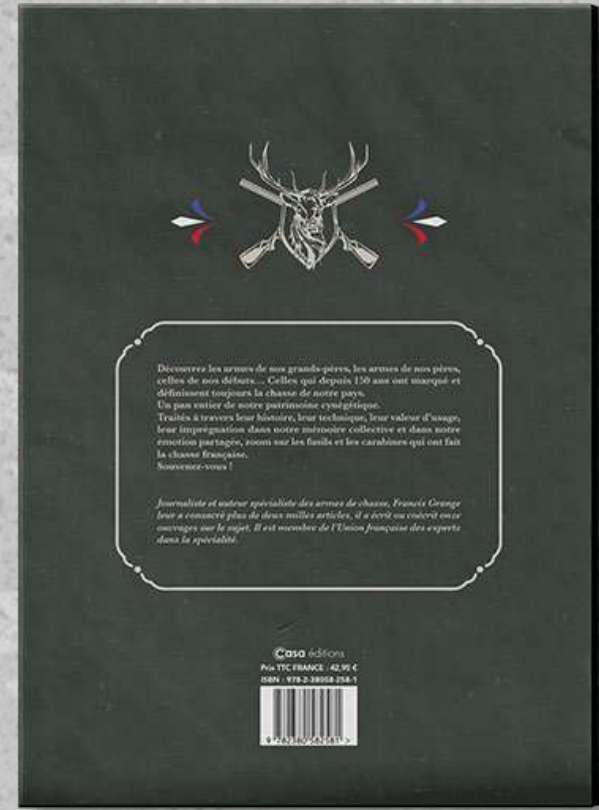 Découvrez les armes de nos grands-pères, les armes de nos pères,
celles de nos débuts… Celles qui depuis 150 ans ont marqué et
définissent toujours la chasse de notre pays.
Un pan entier de notre patrimoine cynégétique.
Traités à travers leur histoire, leur technique, leur valeur d'usage,
leur imprégnation dans notre mémoire collective et dans notre
émotion partagée, zoom sur les fusils et les carabines qui ont fait
la chasse française.
Souvenez-vous !
Journaliste et auteur spécialiste des armes de chasse, Francis Grange
leur a consacré plus de deux milles articles, il a écrit ou coécrit onze
ouvrages sur le sujet. Il est membre de l'Union française des experts
dans la spécialité.
Casa éditions
Prix TTC FRANCE : 42,95 €
ISBN : 978-2-38058-258-1
9 782380 582581 >